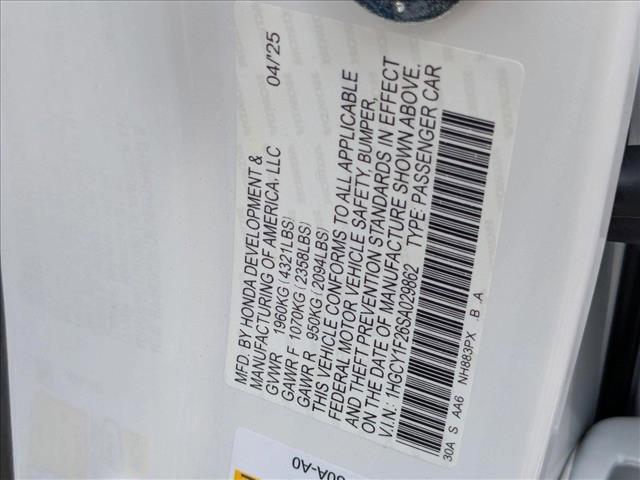 MFD. BY HONDA DEVELOPMENT & 04/25
MANUFACTURING OF AMERICA, LLC
GVWR 1960KG(4321LBS)
GAWR F 1070KG(2358LBS)
GAWR R 950KG(2094LBS)
THIS VEHICLE CONFORMS TO ALL APPLICABLE
FEDERAL MOTOR VEHICLE SAFETY, BUMPER,
AND THEFT PREVENTION STANDARDS IN EFFECT
ON THE DATE OF MANUFACTURE SHOWN ABOVE.
V.I.N.: 1HGCY1F26SA029862 TYPE: PASSENGER CAR
30A S AA6 NH883PX B A